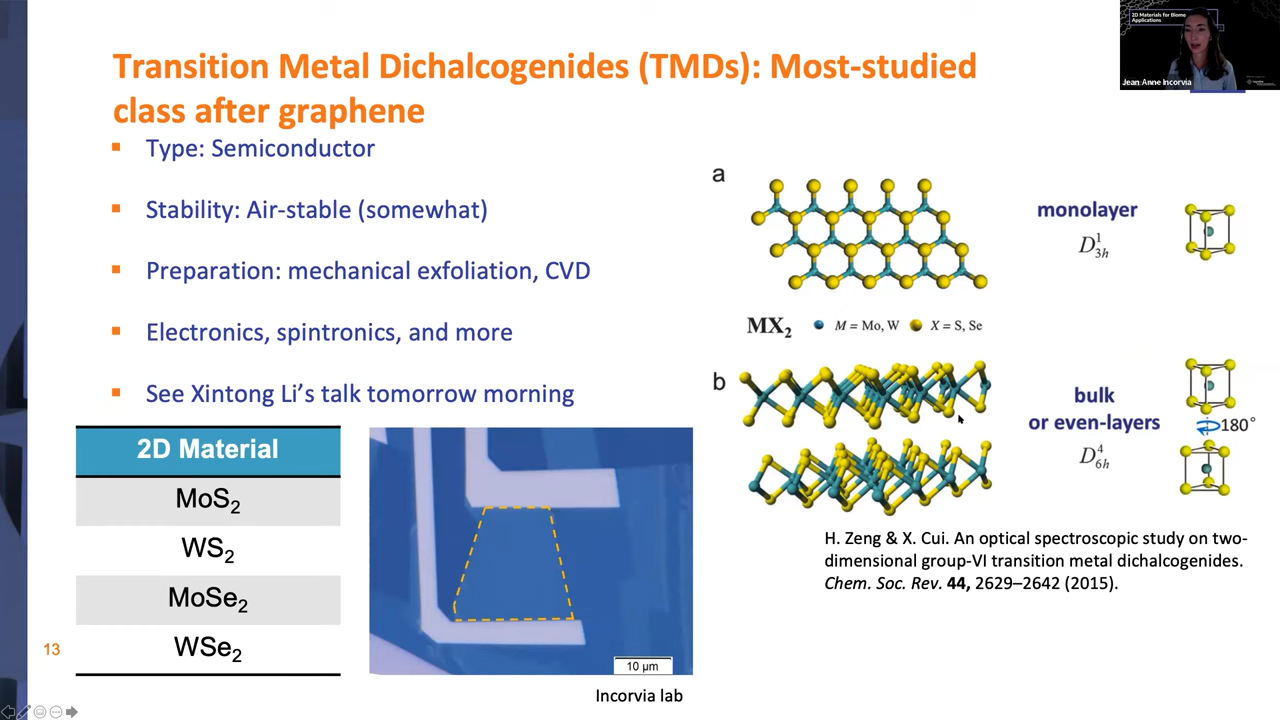 Transition Metal Dichalcogenides (TMDs): Most-studied
class after graphene
Type: Semiconductor
Stability: Air-stable (somewhat)
Preparation: mechanical exfoliation, CVD
Electronics, spintronics, and more
See Xintong Li's talk tomorrow morning
2D Material
MoS2
WS2
MoSe2
WSe2
13
10 µm
Incorvia lab
a
monolayer
D^1_3h
MX2 M = Mo, W X = S, Se
b
bulk
or even-layers
D^4_6h
180°
H. Zeng & X. Cui. An optical spectroscopic study on two-
dimensional group-VI transition metal dichalcogenides.
Chem. Soc. Rev. 44, 2629–2642 (2015).
2D Materials for Biome
Applications
Jean Anne Incorvia